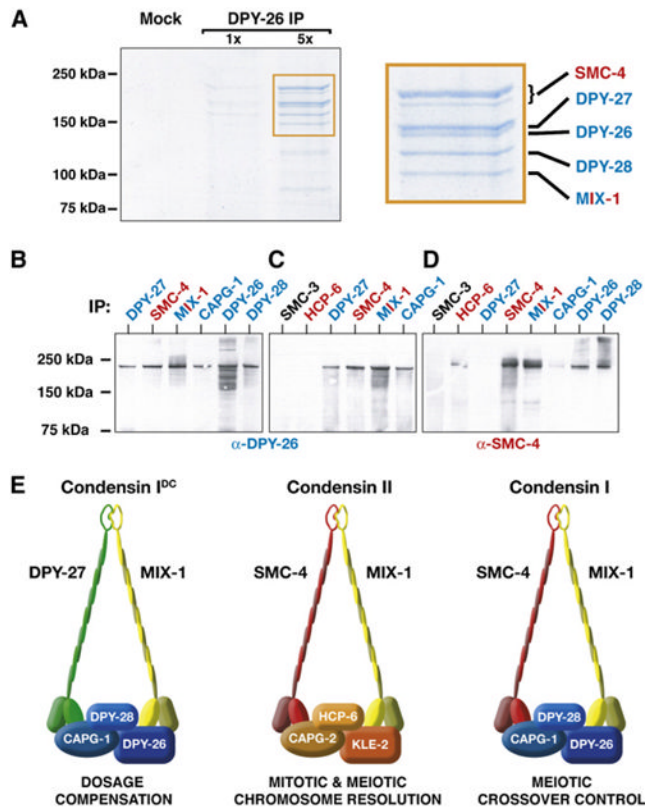 A
Mock
DPY-26 IP
1x
5x
250 kDa
150 kDa
100 kDa
75 kDa
SMC-4
DPY-27
DPY-26
DPY-28
MIX-1
B
C
D
IP:
DPY-27
SMC-4
MIX-1
CAPG-1
DPY-26
DPY-28
SMC-3
HCP-6
DPY-27
SMC-4
MIX-1
CAPG-1
SMC-3
HCP-6
DPY-27
SMC-4
MIX-1
CAPG-1
DPY-26
DPY-28
250 kDa
150 kDa
75 kDa
α-DPY-26
α-SMC-4
E
Condensin Iᴰᶜ
DPY-27
MIX-1
DPY-28
CAPG-1
DPY-26
DOSAGE
COMPENSATION
Condensin II
SMC-4
MIX-1
HCP-6
CAPG-2
KLE-2
MITOTIC & MEIOTIC
CHROMOSOME RESOLUTION
Condensin I
SMC-4
MIX-1
DPY-28
CAPG-1
DPY-26
MEIOTIC
CROSSOVER CONTROL